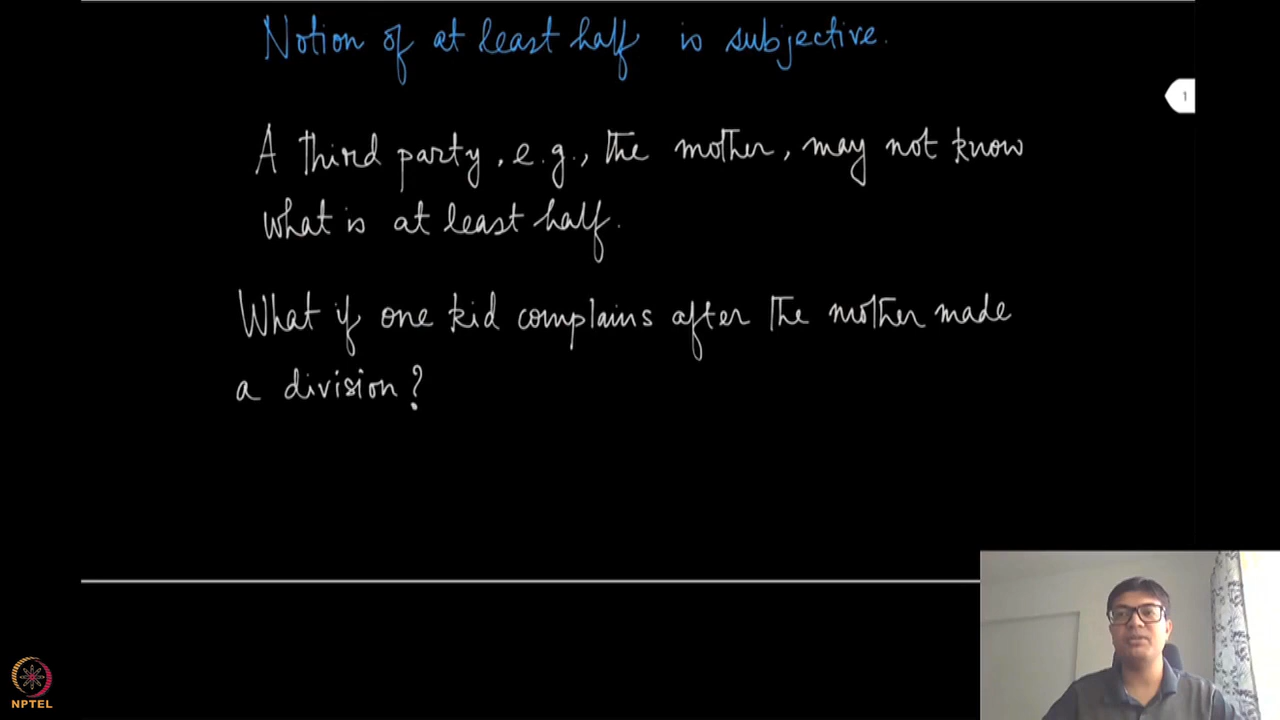 Notion of at least half is subjective.
1
A third party, e.g., the mother, may not know
what is at least half.
What if one kid complains after the mother made
a division?
NPTEL